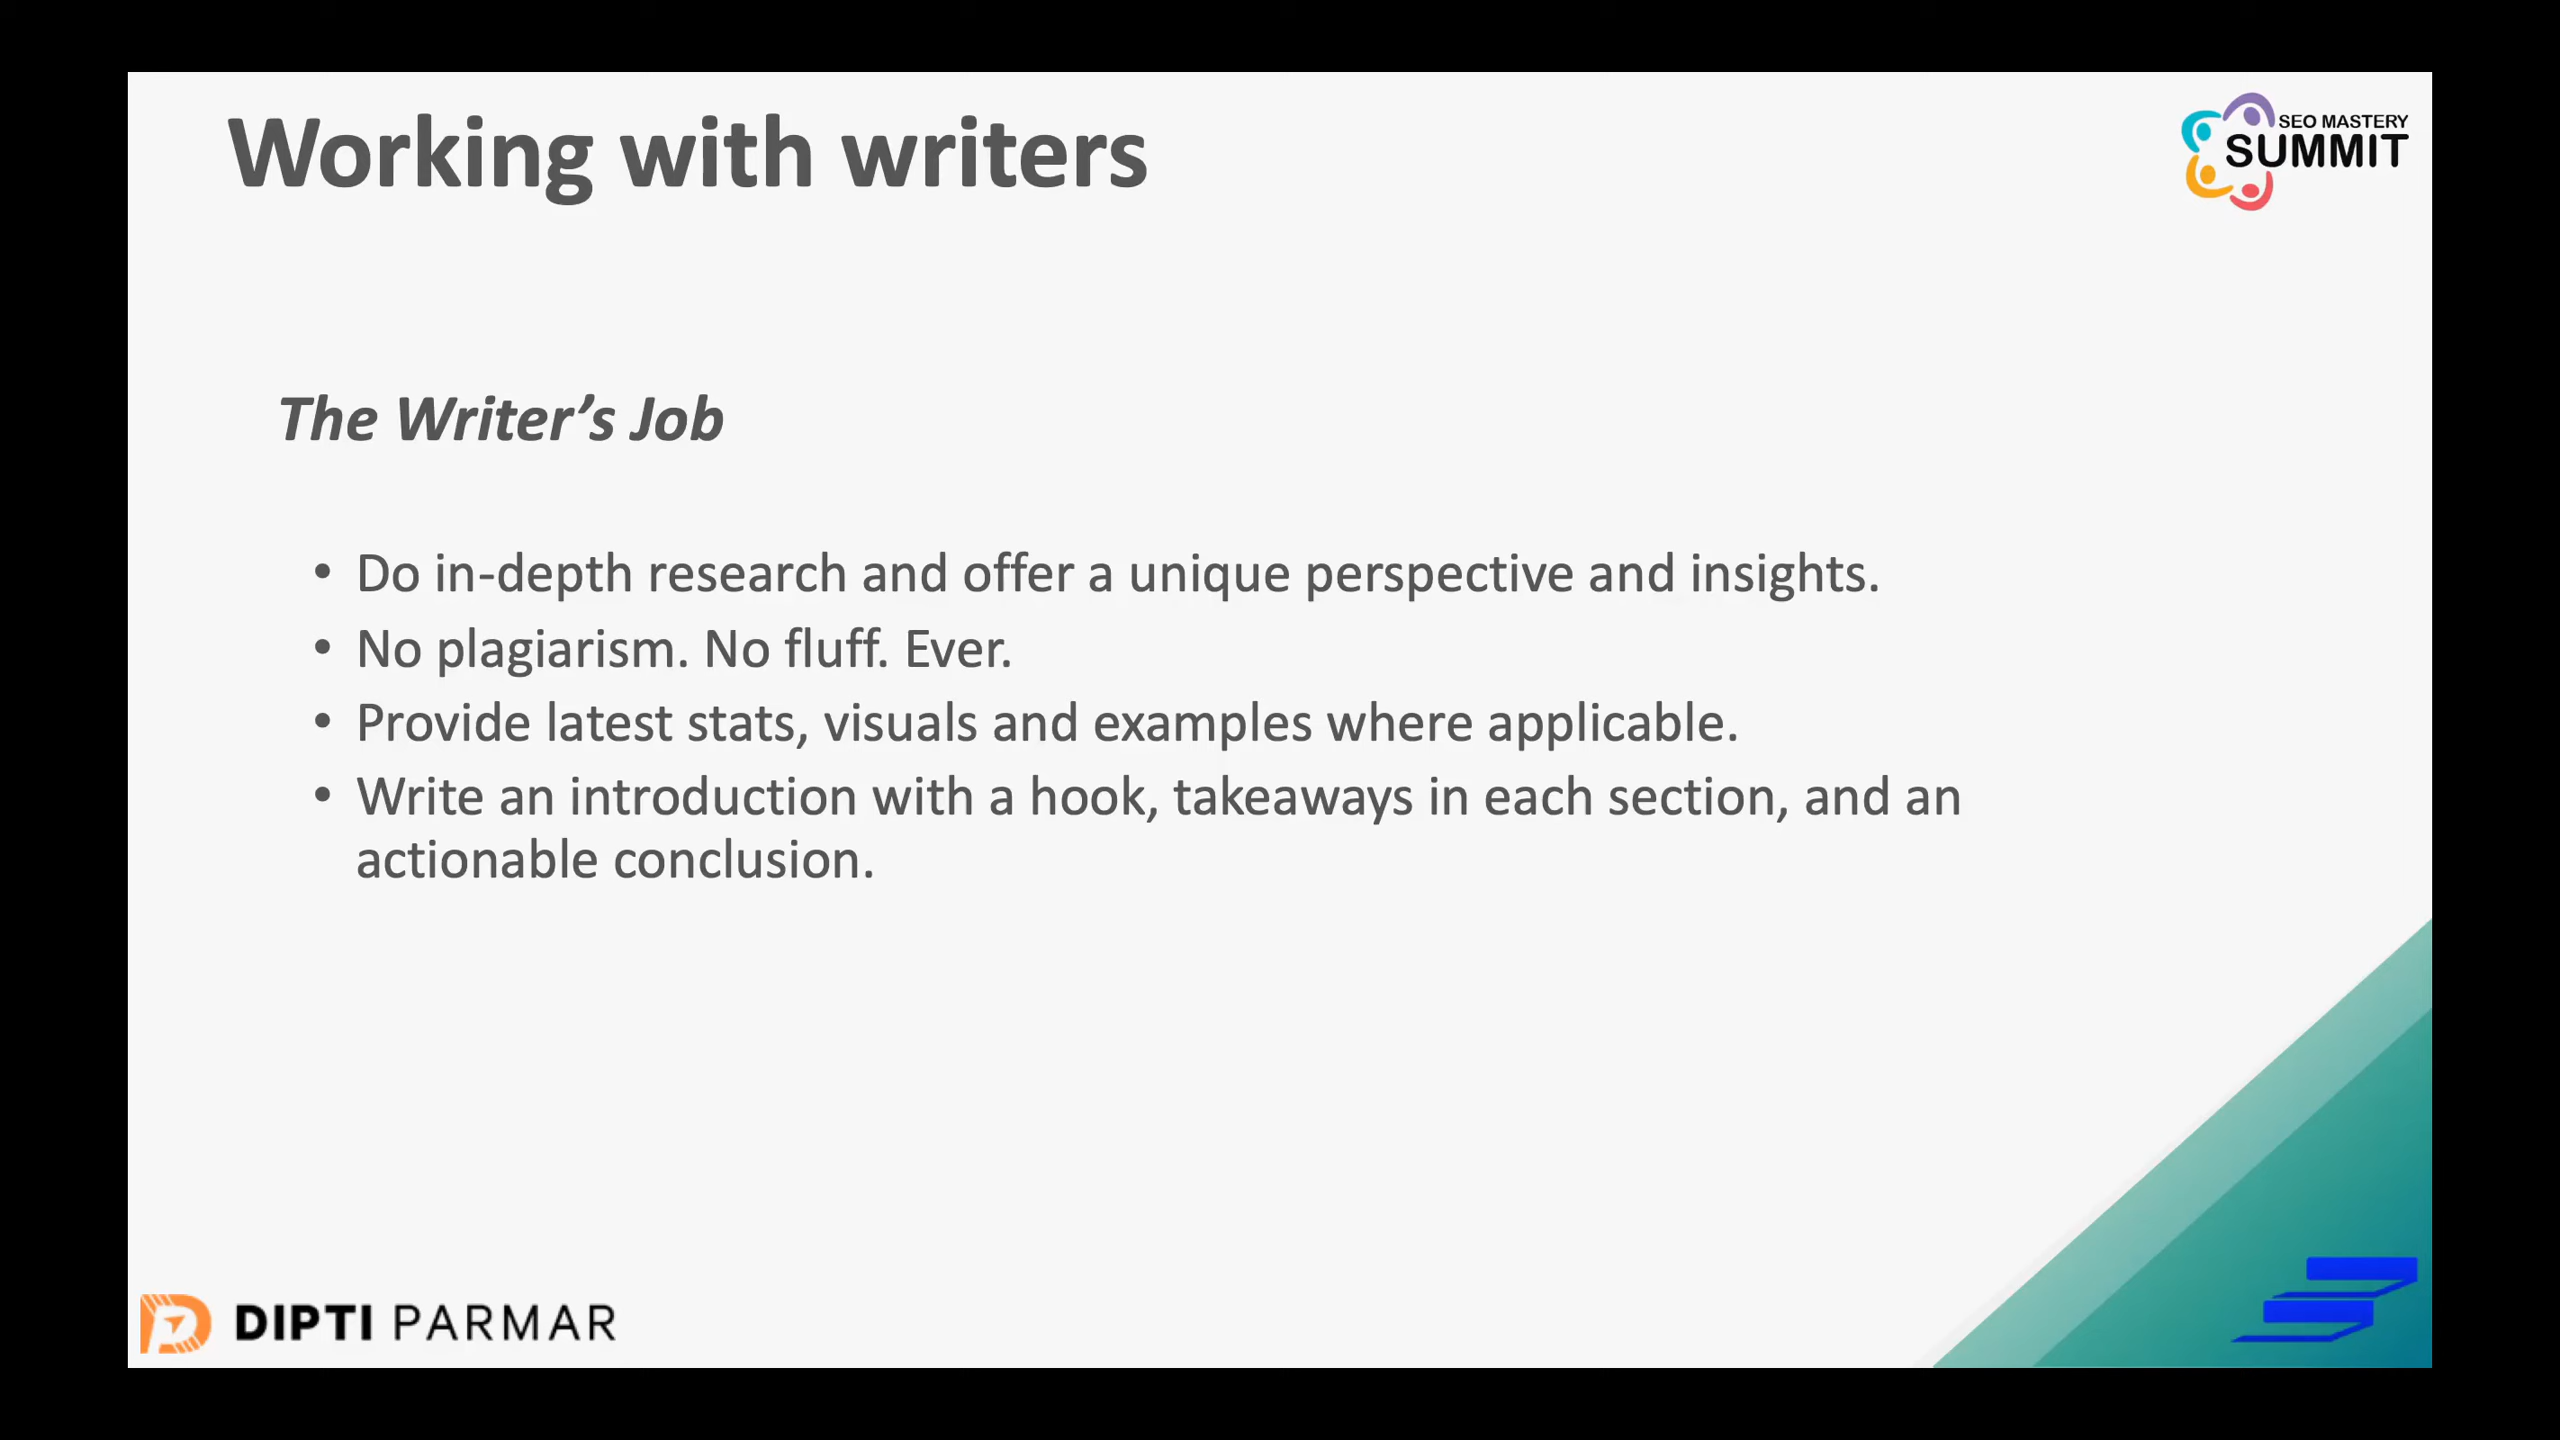 Working with writers
SEO MASTERY
SUMMIT
The Writer’s Job
• Do in-depth research and offer a unique perspective and insights.
• No plagiarism. No fluff. Ever.
• Provide latest stats, visuals and examples where applicable.
• Write an introduction with a hook, takeaways in each section, and an
actionable conclusion.
DIPTI PARMAR